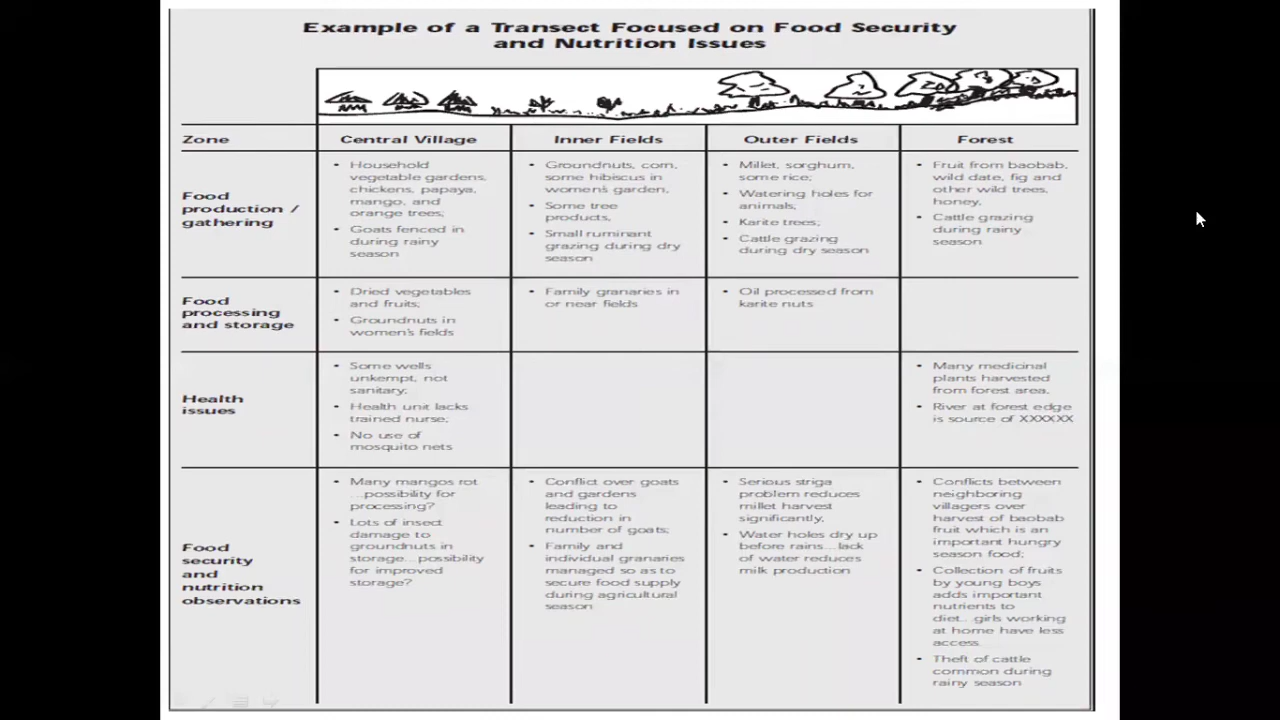 Example of a Transect Focused on Food Security
and Nutrition Issues
Zone
Central Village
Inner Fields
Outer Fields
Forest
Food
production /
gathering
• Household
vegetable gardens,
chickens, papaya,
mango, and
orange trees;
• Goats fenced in
during rainy
season
• Groundnuts, corn,
some hibiscus in
women's garden,
• Some tree
products,
• Small ruminant
grazing during dry
season
• Millet, sorghum,
some rice;
• Watering holes for
animals;
• Karite trees;
• Cattle grazing
during dry season
• Fruit from baobab,
wild date, fig and
other wild trees,
honey,
• Cattle grazing
during rainy
season
Food
processing
and storage
• Dried vegetables
and fruits;
• Groundnuts in
women's fields
• Family granaries in
or near fields
• Oil processed from
karite nuts
Health
issues
• Some wells
unkempt, not
sanitary;
• Health unit lacks
trained nurse;
• No use of
mosquito nets
• Many medicinal
plants harvested
from forest area,
• River at forest edge
is source of XXXXXX
Food
security
and
nutrition
observations
• Many mangos rot
...possibility for
processing?
• Lots of insect
damage to
groundnuts in
storage...possibility
for improved
storage?
• Conflict over goats
and gardens
leading to
reduction in
number of goats;
• Family and
individual granaries
managed so as to
secure food supply
during agricultural
season
• Serious striga
problem reduces
millet harvest
significantly;
• Water holes dry up
before rains...lack
of water reduces
milk production
• Conflicts between
neighboring
villagers over
harvest of baobab
fruit which is an
important hungry
season food;
• Collection of fruits
by young boys
adds important
nutrients to
diet...girls working
at home have less
access.
• Theft of cattle
common during
rainy season